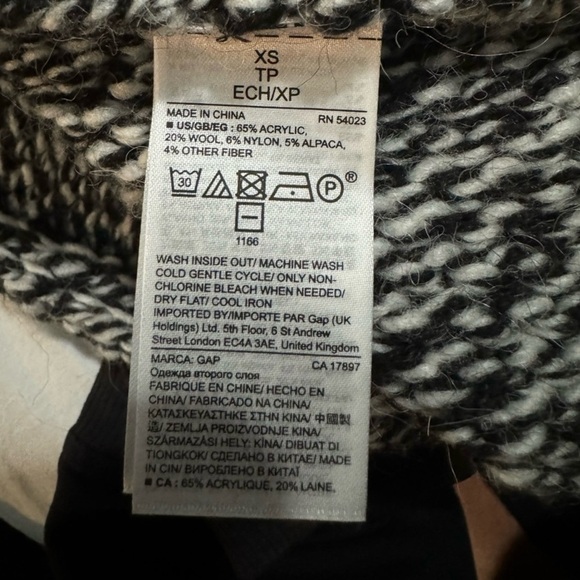 XS
TP
ECH/XP
MADE IN CHINA RN 54023
■ US/GB/EG : 65% ACRYLIC,
20% WOOL, 6% NYLON, 5% ALPACA,
4% OTHER FIBER
30 P®
1166
WASH INSIDE OUT/ MACHINE WASH
COLD GENTLE CYCLE/ ONLY NON-
CHLORINE BLEACH WHEN NEEDED/
DRY FLAT/ COOL IRON
IMPORTED BY/IMPORTE PAR Gap (UK
Holdings) Ltd. 5th Floor, 6 St Andrew
Street London EC4A 3AE, United Kingdom
MARCA: GAP CA 17897
Одежда второго слоя
FABRIQUE EN CHINE/ HECHO EN
CHINA/ FABRICADO NA CHINA/
ΚΑΤΑΣΚΕΥΑΣΤΗΚΕ ΣΤΗΝ ΚΙΝΑ/ 中國製
造/ ZEMLJA PROIZVODNJE KINA/
SZÁRMAZÁSI HELY: KÍNA/ DIBUAT DI
TIONGKOK/ СДЕЛАНО В КИТАЕ/ MADE
IN CIN/ ВИРОБЛЕНО В КИТАЇ
■ CA : 65% ACRYLIQUE, 20% LAINE,